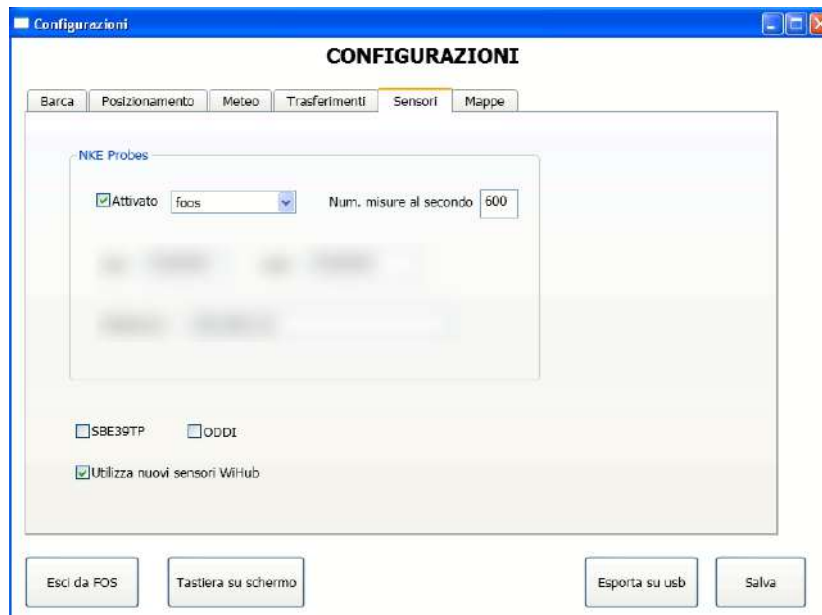 Configurazioni
CONFIGURAZIONI
Barca Posizionamento Meteo Trasferimenti Sensori Mappe
NKE Probes
Attivato foos Num. misure al secondo 600
SBE39TP ODDI
Utilizza nuovi sensori WiHub
Esci da FOS Tastiera su schermo Esporta su usb Salva